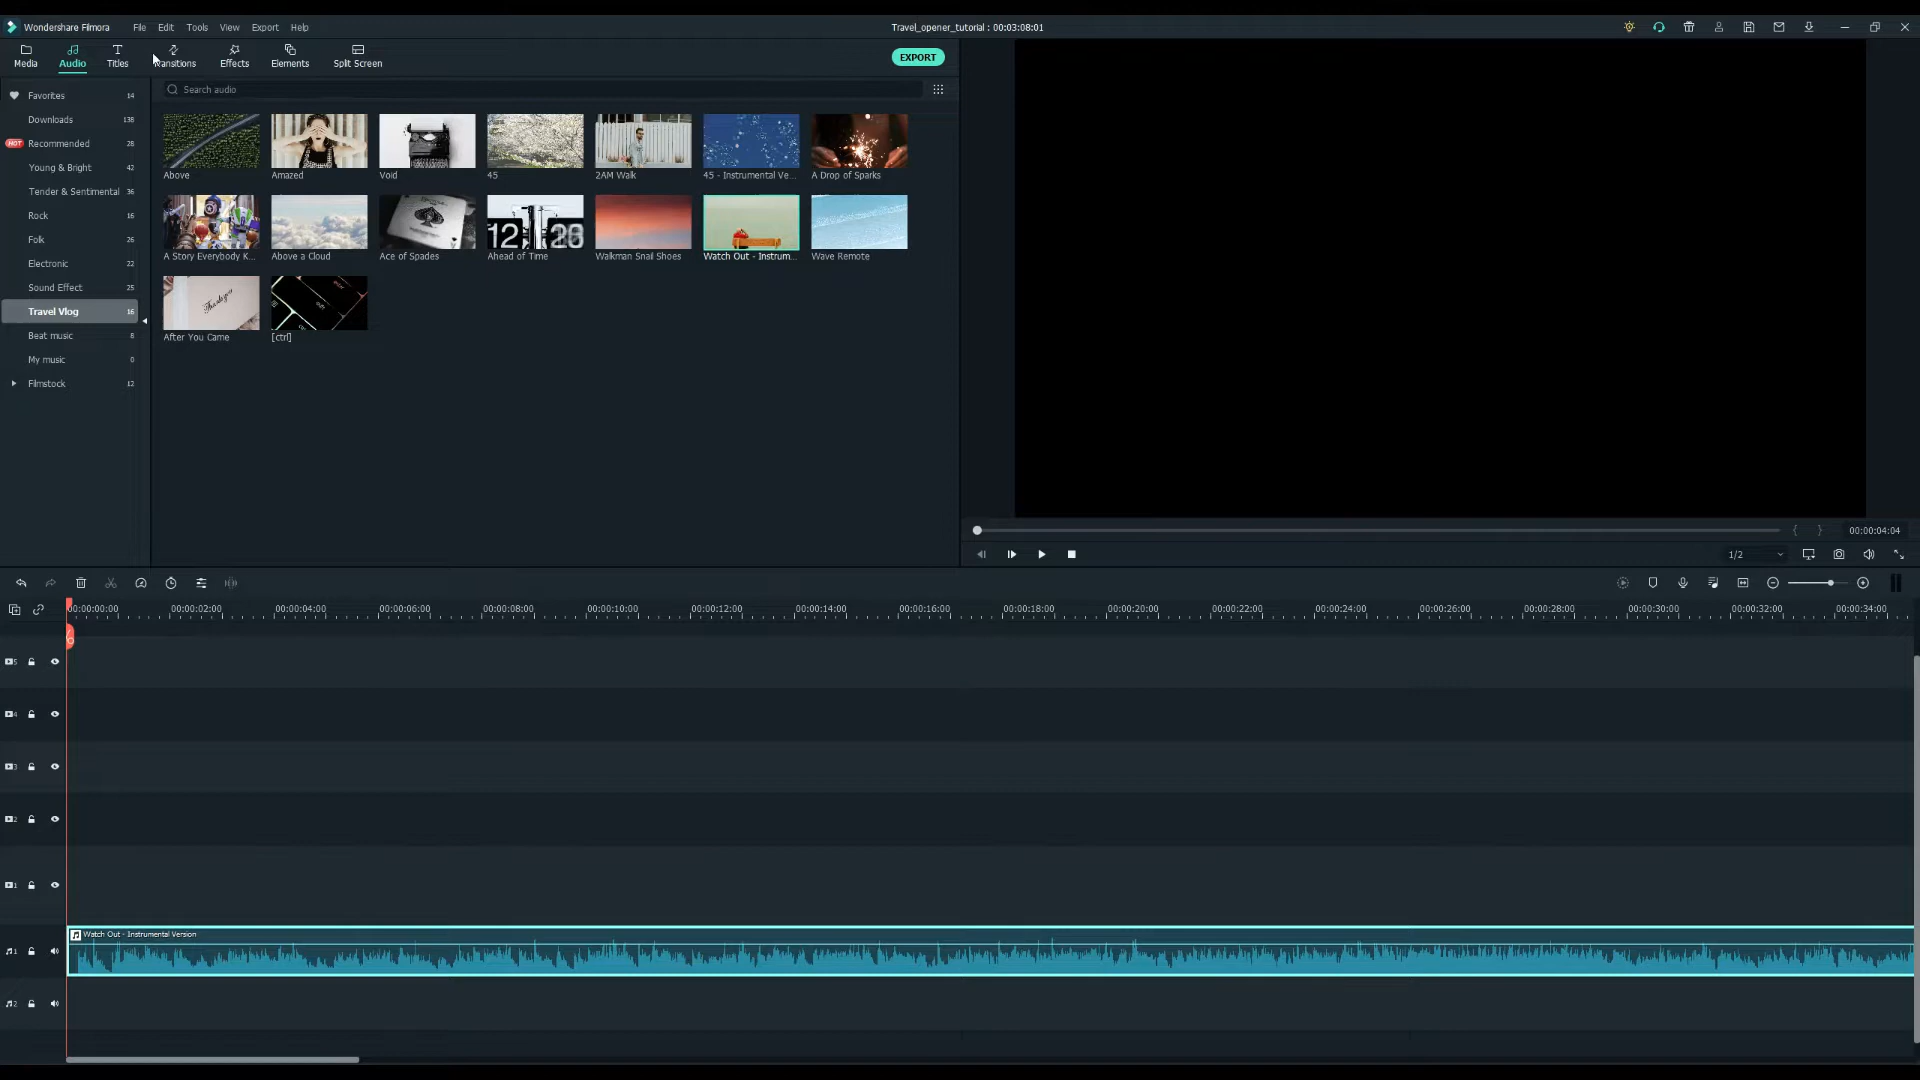 Wondershare Filmora File Edit Tools View Export Help Travel_opener_tutorial : 00:03:08:01
Media Audio Titles Transitions Effects Elements Split Screen EXPORT
Search audio
Favorites 14
Downloads 138
HOT Recommended 28
Young & Bright 42
Tender & Sentimental 36
Rock 16
Folk 26
Electronic 22
Sound Effect 25
Travel Vlog 16
Beat music 8
My music 0
Filmstock 12
Above Amazed Void 45 2AM Walk 45 - Instrumental Ve... A Drop of Sparks
12 26
A Story Everybody K... Above a Cloud Ace of Spades Ahead of Time Walkman Snail Shoes Watch Out - Instrum... Wave Remote
After You Came [ctrl]
{ } 00:00:04:04
1/2
00:00:00:00 00:00:02:00 00:00:04:00 00:00:06:00 00:00:08:00 00:00:10:00 00:00:12:00 00:00:14:00 00:00:16:00 00:00:18:00 00:00:20:00 00:00:22:00 00:00:24:00 00:00:26:00 00:00:28:00 00:00:30:00 00:00:32:00 00:00:34:00
5
4
3
2
1
Watch Out - Instrumental Version
1
2